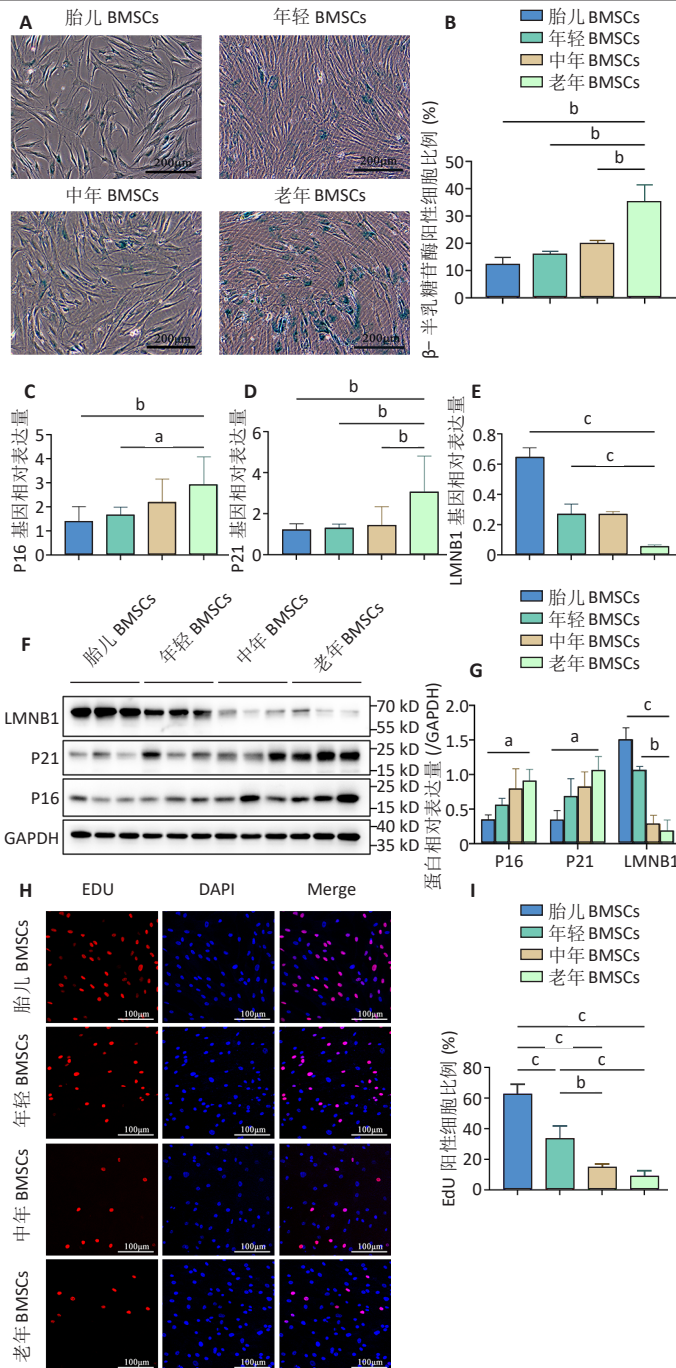 A
胎儿 BMSCs
年轻 BMSCs
200μm
200μm
中年 BMSCs
老年 BMSCs
200μm
200μm
B
胎儿 BMSCs
年轻 BMSCs
中年 BMSCs
老年 BMSCs
β- 半乳糖苷酶阳性细胞比例 (%)
b
b
b
50
40
30
20
10
0
C
P16 基因相对表达量
b
a
5
4
3
2
1
0
D
P21 基因相对表达量
b
b
b
6
4
2
0
E
LMNB1 基因相对表达量
c
c
0.8
0.6
0.4
0.2
0
F
胎儿 BMSCs
年轻 BMSCs
中年 BMSCs
老年 BMSCs
LMNB1
70 kD
55 kD
P21
25 kD
15 kD
P16
25 kD
15 kD
GAPDH
40 kD
35 kD
胎儿 BMSCs
年轻 BMSCs
中年 BMSCs
老年 BMSCs
G
蛋白相对表达量 (/GAPDH)
2.0
1.5
1.0
0.5
0
a
a
c
b
P16
P21
LMNB1
H
EDU
DAPI
Merge
胎儿 BMSCs
100μm
100μm
100μm
年轻 BMSCs
100μm
100μm
100μm
中年 BMSCs
100μm
100μm
100μm
老年 BMSCs
100μm
100μm
100μm
I
胎儿 BMSCs
年轻 BMSCs
中年 BMSCs
老年 BMSCs
EdU 阳性细胞比例 (%)
c
c
c
c
b
80
60
40
20
0